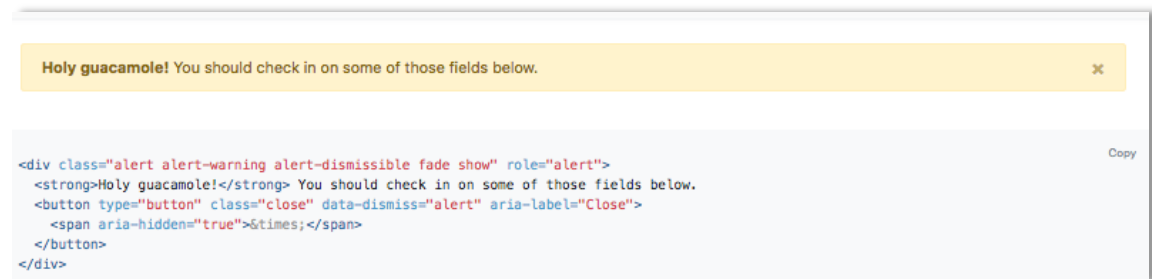 Holy guacamole! You should check in on some of those fields below. ×
Copy
<div class="alert alert-warning alert-dismissible fade show" role="alert">
  <strong>Holy guacamole!</strong> You should check in on some of those fields below.
  <button type="button" class="close" data-dismiss="alert" aria-label="Close">
    <span aria-hidden="true">&times;</span>
  </button>
</div>